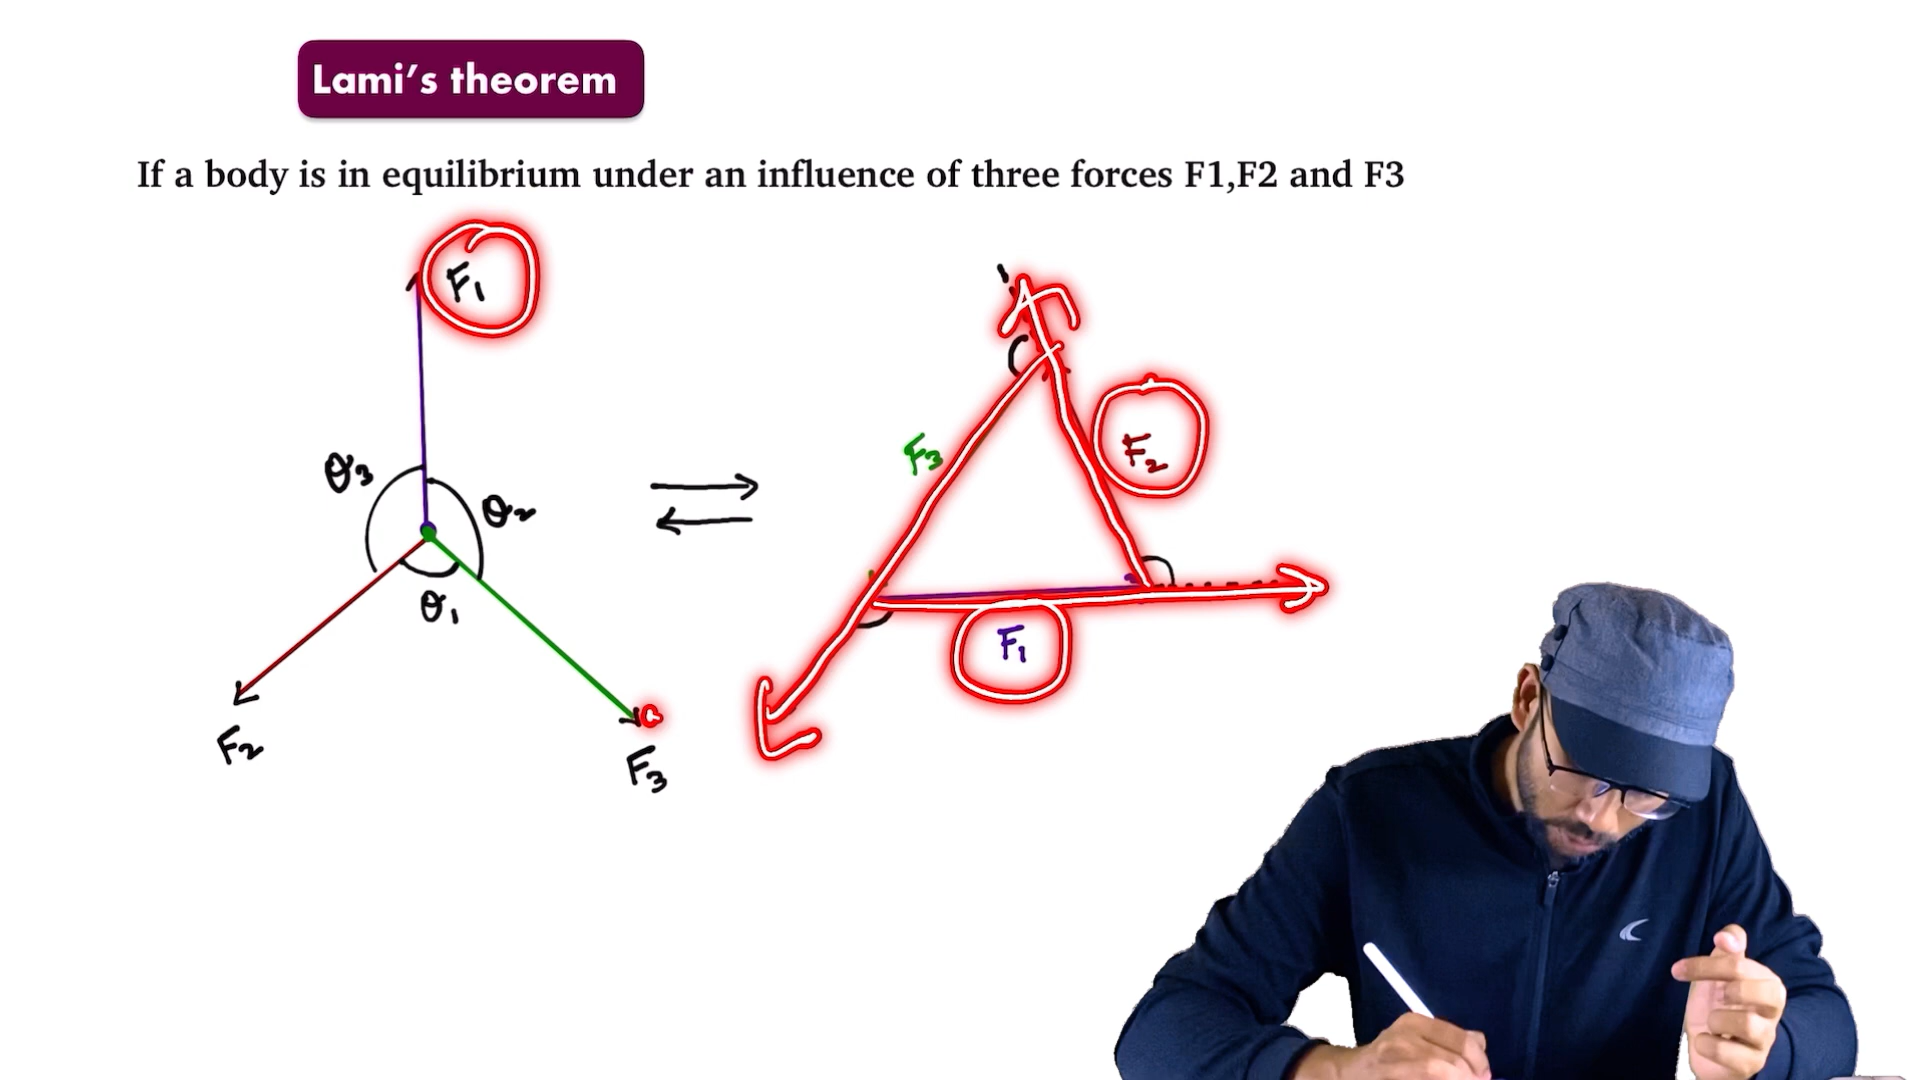 Lami's theorem
If a body is in equilibrium under an influence of three forces F1,F2 and F3
F1
F3
F2
θ3
θ2
θ1
F1
F2
F3